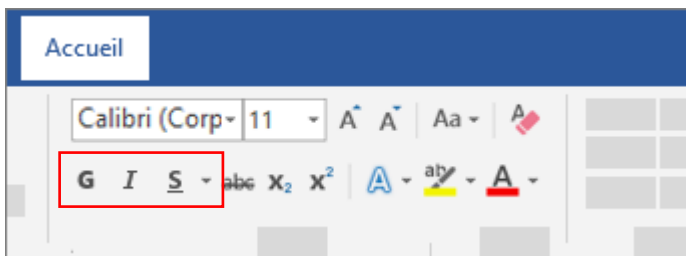 Accueil
Calibri (Corp 11 A A Aa A
G I S abc X₂ X² A ab A